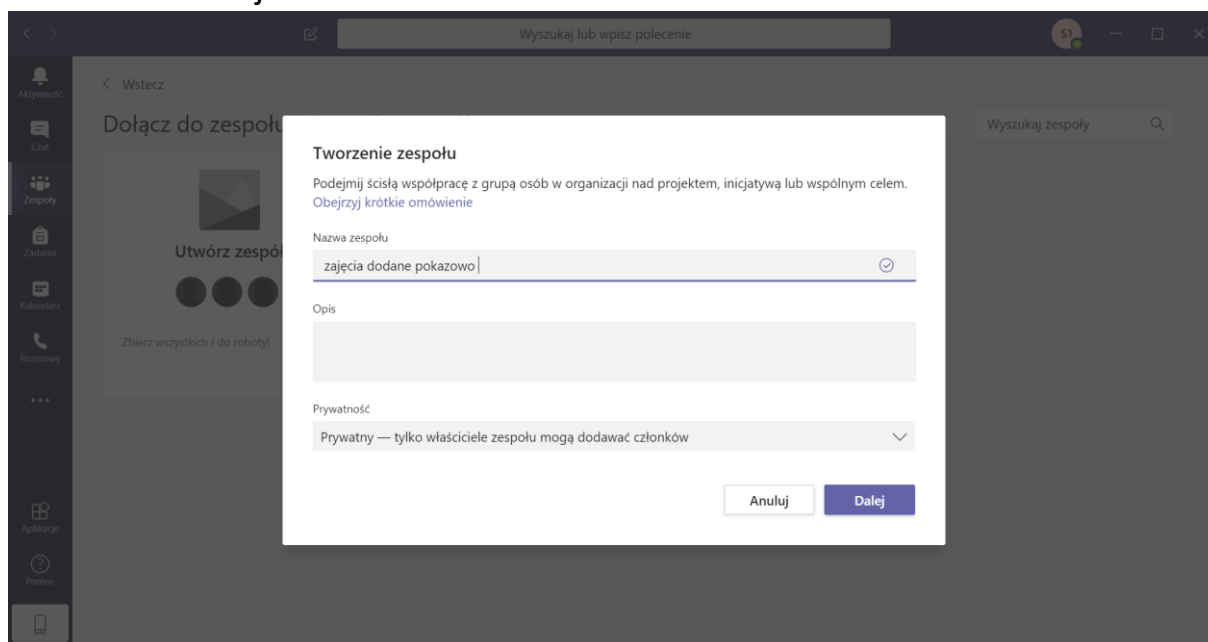 Wyszukaj lub wpisz polecenie
S1
Aktywność
Czat
Zespoły
Zadania
Kalendarz
Rozmowy
Aplikacje
Pomoc
Wstecz
Dołącz do zespołu
Wyszukaj zespoły
Utwórz zespół
Zbierz wszystkich i do roboty!
Tworzenie zespołu
Podejmij ścisłą współpracę z grupą osób w organizacji nad projektem, inicjatywą lub wspólnym celem.
Obejrzyj krótkie omówienie
Nazwa zespołu
zajęcia dodane pokazowo
Opis
Prywatność
Prywatny — tylko właściciele zespołu mogą dodawać członków
Anuluj
Dalej